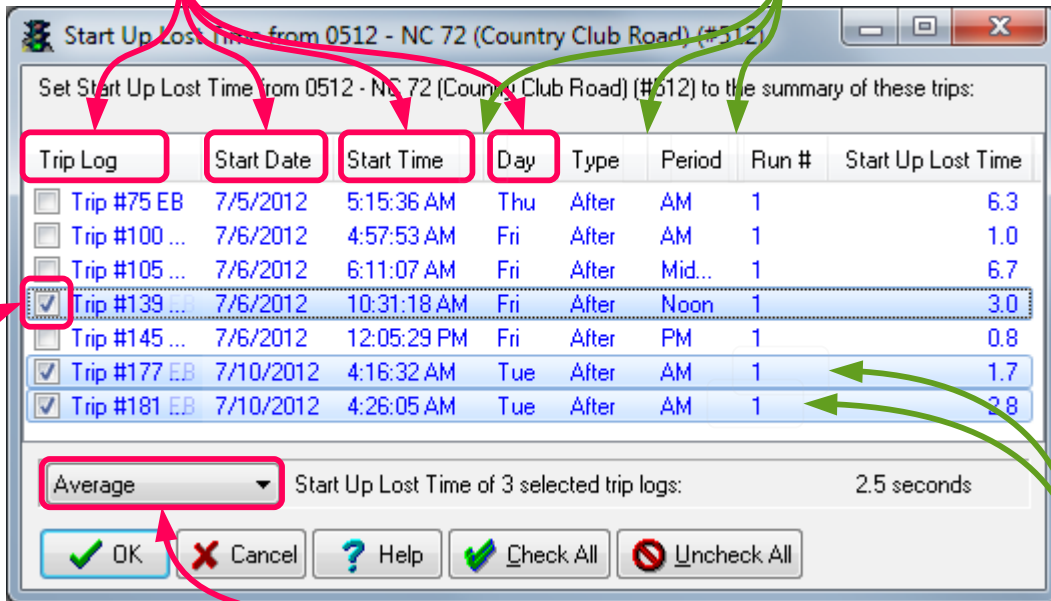 Start Up Lost Time from 0512 - NC 72 (Country Club Road) (#512)
Set Start Up Lost Time from 0512 - NC 72 (Country Club Road) (#512) to the summary of these trips:
Trip Log Start Date Start Time Day Type Period Run # Start Up Lost Time
Trip #75 EB 7/5/2012 5:15:36 AM Thu After AM 1 6.3
Trip #100 ... 7/6/2012 4:57:53 AM Fri After AM 1 1.0
Trip #105 ... 7/6/2012 6:11:07 AM Fri After Mid... 1 6.7
Trip #139 ... EB 7/6/2012 10:31:18 AM Fri After Noon 1 3.0
Trip #145 ... 7/6/2012 12:05:29 PM Fri After PM 1 0.8
Trip #177 EB 7/10/2012 4:16:32 AM Tue After AM 1 1.7
Trip #181 EB 7/10/2012 4:26:05 AM Tue After AM 1 2.8
Average Start Up Lost Time of 3 selected trip logs: 2.5 seconds
OK Cancel Help Check All Uncheck All